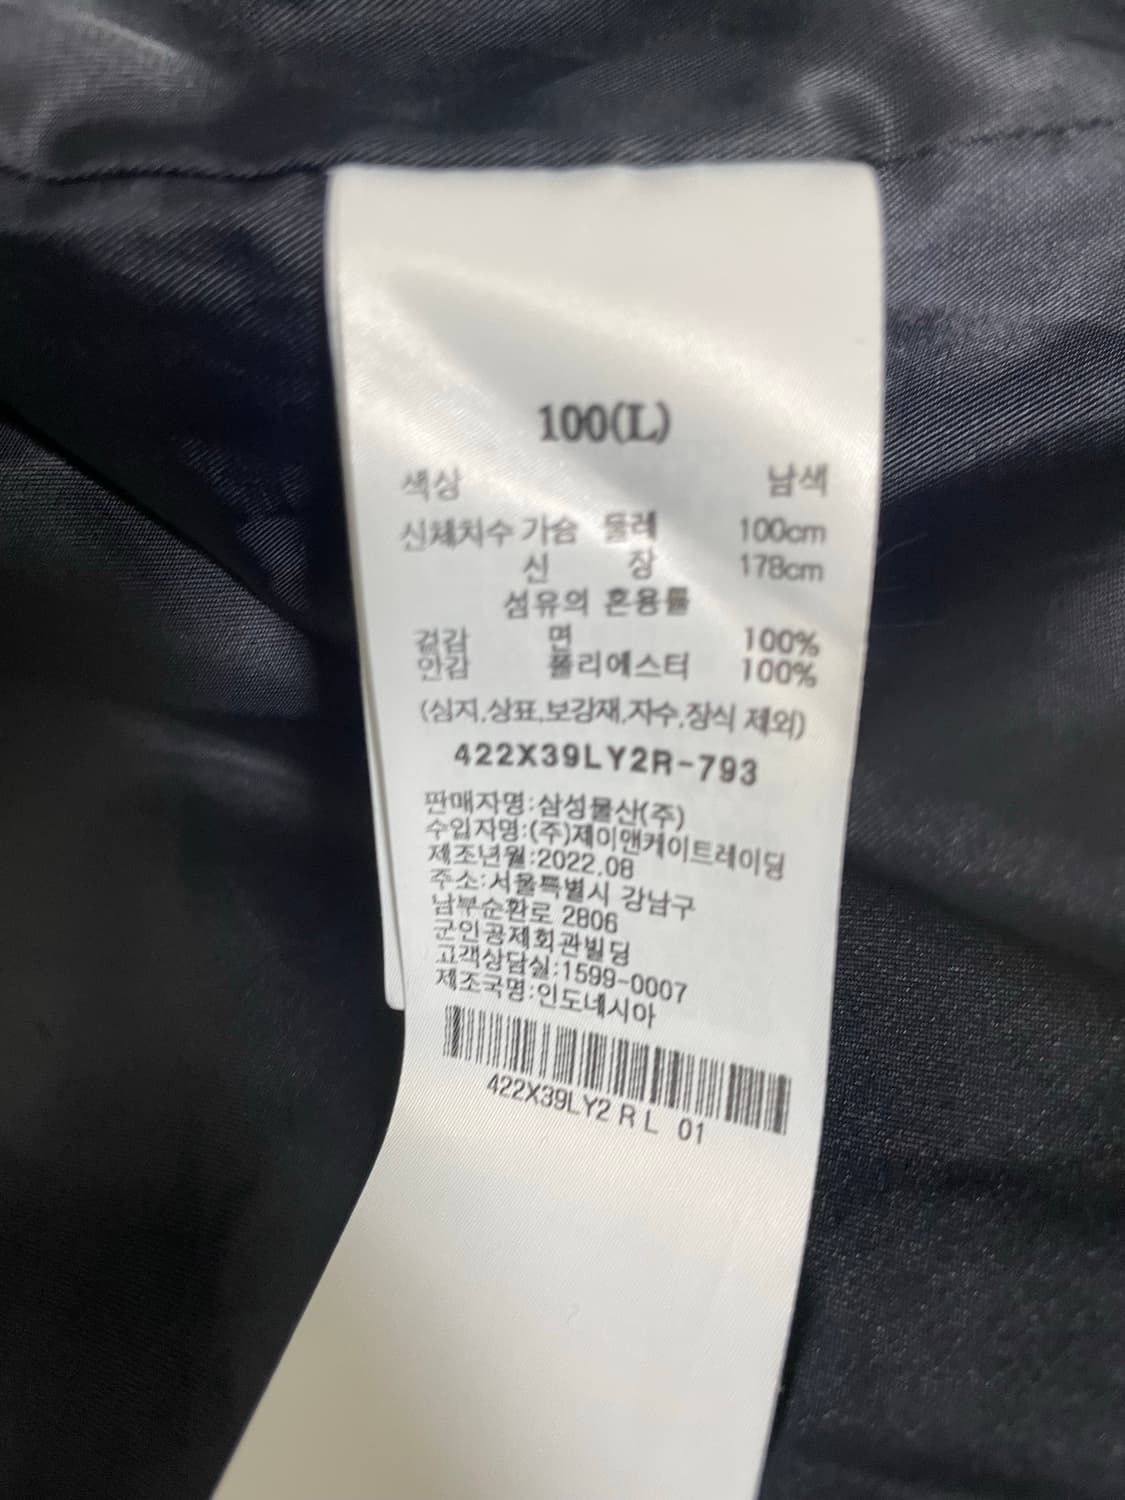 100(L)
색상 남색
신체치수 가슴 둘레 100cm
신 장 178cm
섬유의 혼용률
겉감 면 100%
안감 폴리에스터 100%
(심지,상표,보강재,자수,장식 제외)
422X39LY2R-793
판매자명:삼성물산(주)
수입자명:(주)제이앤케이트레이딩
제조년월:2022.08
주소:서울특별시 강남구
남부순환로 2806
군인공제회관빌딩
고객상담실:1599-0007
제조국명:인도네시아
422X39LY2 R L 01